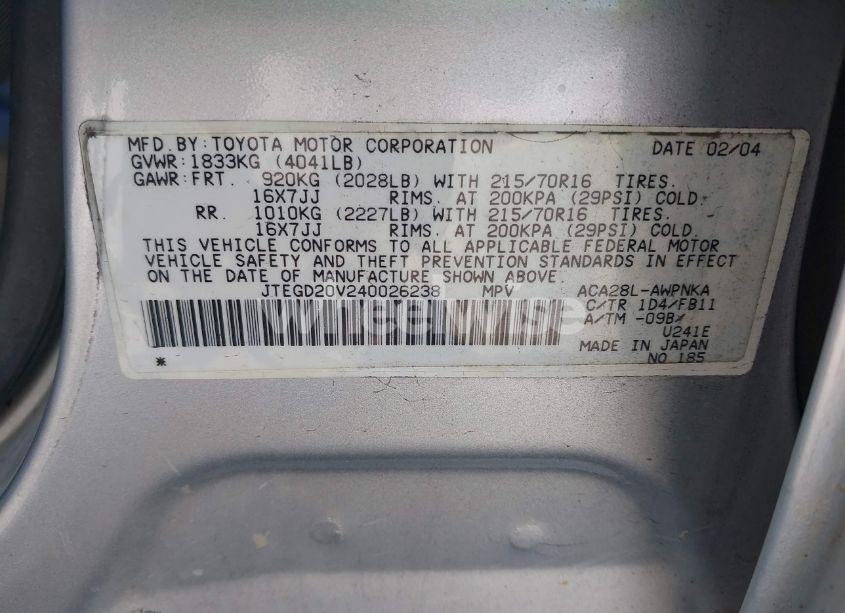 MFD.BY:TOYOTA MOTOR CORPORATION DATE 02/04
GVWR:1833KG (4041LB)
GAWR:FRT. 920KG (2028LB) WITH 215/70R16 TIRES.
16X7JJ RIMS. AT 200KPA (29PSI) COLD.
RR. 1010KG (2227LB) WITH 215/70R16 TIRES.
16X7JJ RIMS. AT 200KPA (29PSI) COLD.
THIS VEHICLE CONFORMS TO ALL APPLICABLE FEDERAL MOTOR
VEHICLE SAFETY AND THEFT PREVENTION STANDARDS IN EFFECT
ON THE DATE OF MANUFACTURE SHOWN ABOVE.
JTEGD20V240026238 MPV ACA28L-AWPNKA
C/TR 1D4/FB11
A/TM -09B/
U241E
MADE IN JAPAN
NO 185